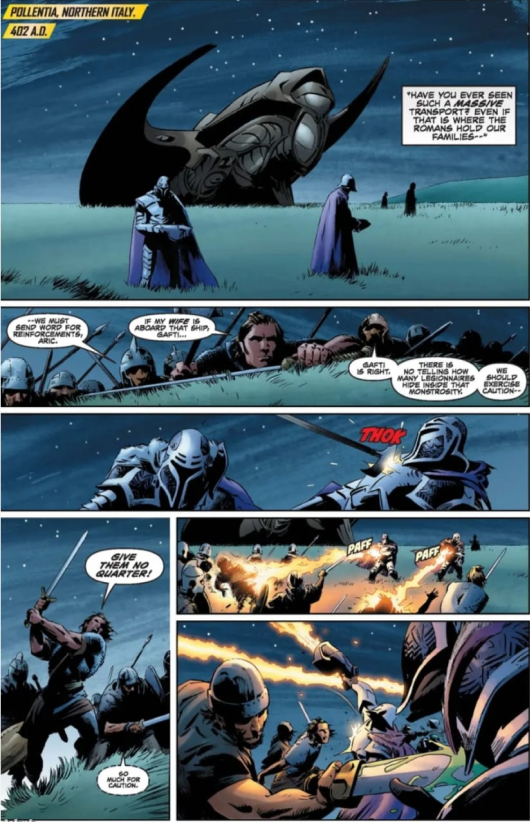 POLLENTIA, NORTHERN ITALY.
402 A.D.
"HAVE YOU EVER SEEN
SUCH A MASSIVE
TRANSPORT? EVEN IF
THAT IS WHERE THE
ROMANS HOLD OUR
FAMILIES--"
--WE MUST
SEND WORD FOR
REINFORCEMENTS,
ARIC.
IF MY WIFE IS
ABOARD THAT SHIP,
GAFTI...
GAFTI
IS RIGHT.
THERE IS
NO TELLING HOW
MANY LEGIONNAIRES
HIDE INSIDE THAT
MONSTROSITY.
WE
SHOULD
EXERCISE
CAUTION--
THOK
GIVE
THEM NO
QUARTER!
SO
MUCH FOR
CAUTION.
PAFF
PAFF